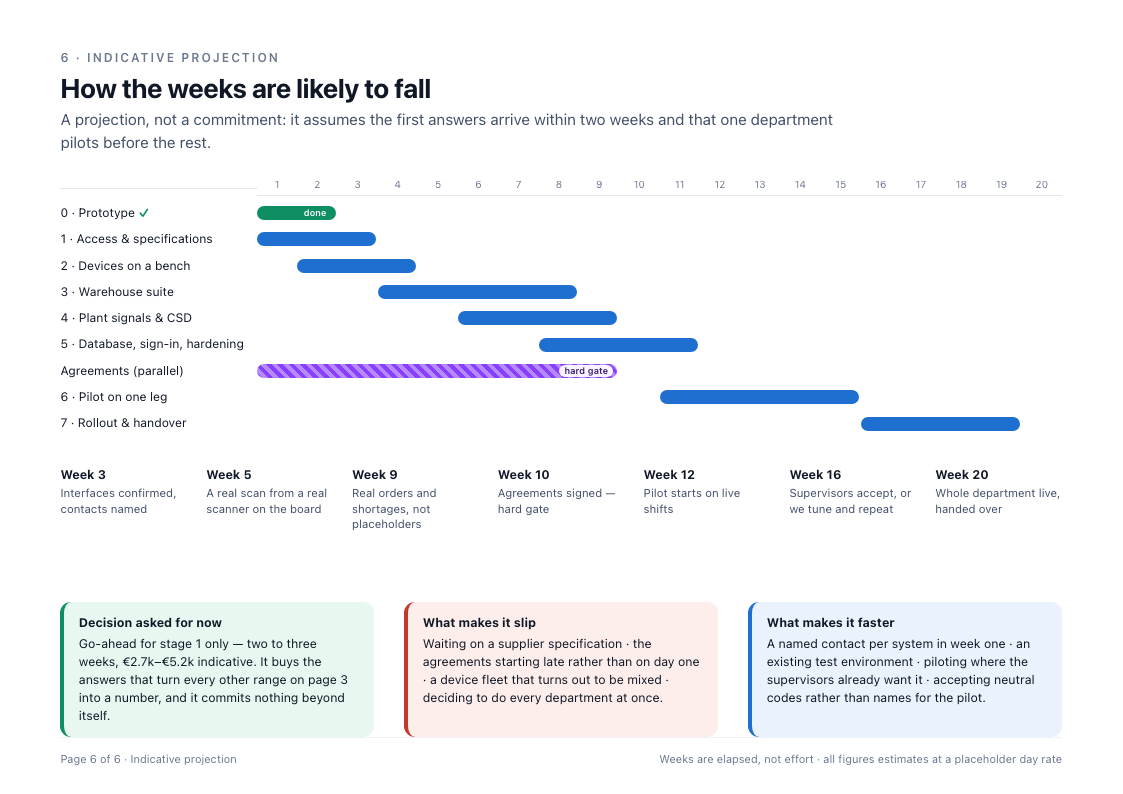 6 · INDICATIVE PROJECTION
How the weeks are likely to fall
A projection, not a commitment: it assumes the first answers arrive within two weeks and that one department
pilots before the rest.
1 2 3 4 5 6 7 8 9 10 11 12 13 14 15 16 17 18 19 20
0 · Prototype ✓
done
1 · Access & specifications
2 · Devices on a bench
3 · Warehouse suite
4 · Plant signals & CSD
5 · Database, sign-in, hardening
Agreements (parallel)
hard gate
6 · Pilot on one leg
7 · Rollout & handover
Week 3
Interfaces confirmed,
contacts named
Week 5
A real scan from a real
scanner on the board
Week 9
Real orders and
shortages, not
placeholders
Week 10
Agreements signed —
hard gate
Week 12
Pilot starts on live
shifts
Week 16
Supervisors accept, or
we tune and repeat
Week 20
Whole department live,
handed over
Decision asked for now
Go-ahead for stage 1 only — two to three
weeks, €2.7k–€5.2k indicative. It buys the
answers that turn every other range on page 3
into a number, and it commits nothing beyond
itself.
What makes it slip
Waiting on a supplier specification · the
agreements starting late rather than on day one
· a device fleet that turns out to be mixed ·
deciding to do every department at once.
What makes it faster
A named contact per system in week one · an
existing test environment · piloting where the
supervisors already want it · accepting neutral
codes rather than names for the pilot.
Page 6 of 6 · Indicative projection
Weeks are elapsed, not effort · all figures estimates at a placeholder day rate